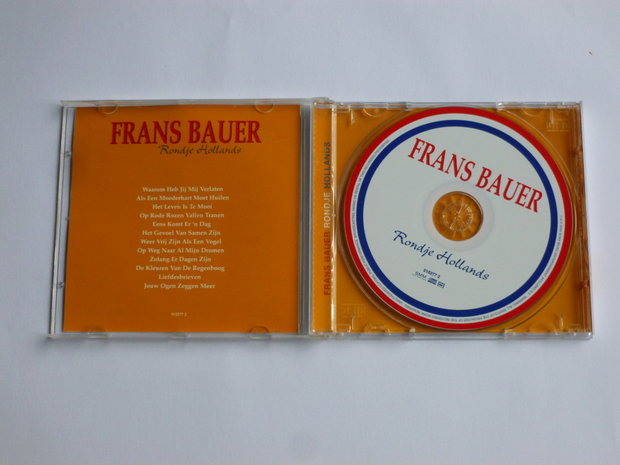 FRANS BAUER
Rondje Hollands
Waarom Heb Jij Mij Verlaten
Als Een Moederhart Moet Huilen
Het Leven Is Te Mooi
Op Rode Rozen Vallen Tranen
Eens Komt Er 'n Dag
Het Gevoel Van Samen Zijn
Weer Vrij Zijn Als Een Vogel
Op Weg Naar Al Mijn Dromen
Zolang Er Dagen Zijn
De Kleuren Van De Regenboog
Liefdesbrieven
Jouw Ogen Zeggen Meer
FRANS BAUER RONDJE HOLLANDS
FRANS BAUER
Rondje Hollands